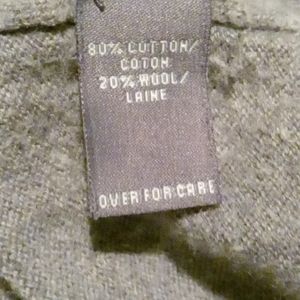 80% COTTON/
COTON
20% WOOL/
LAINE
OVER FOR CARE